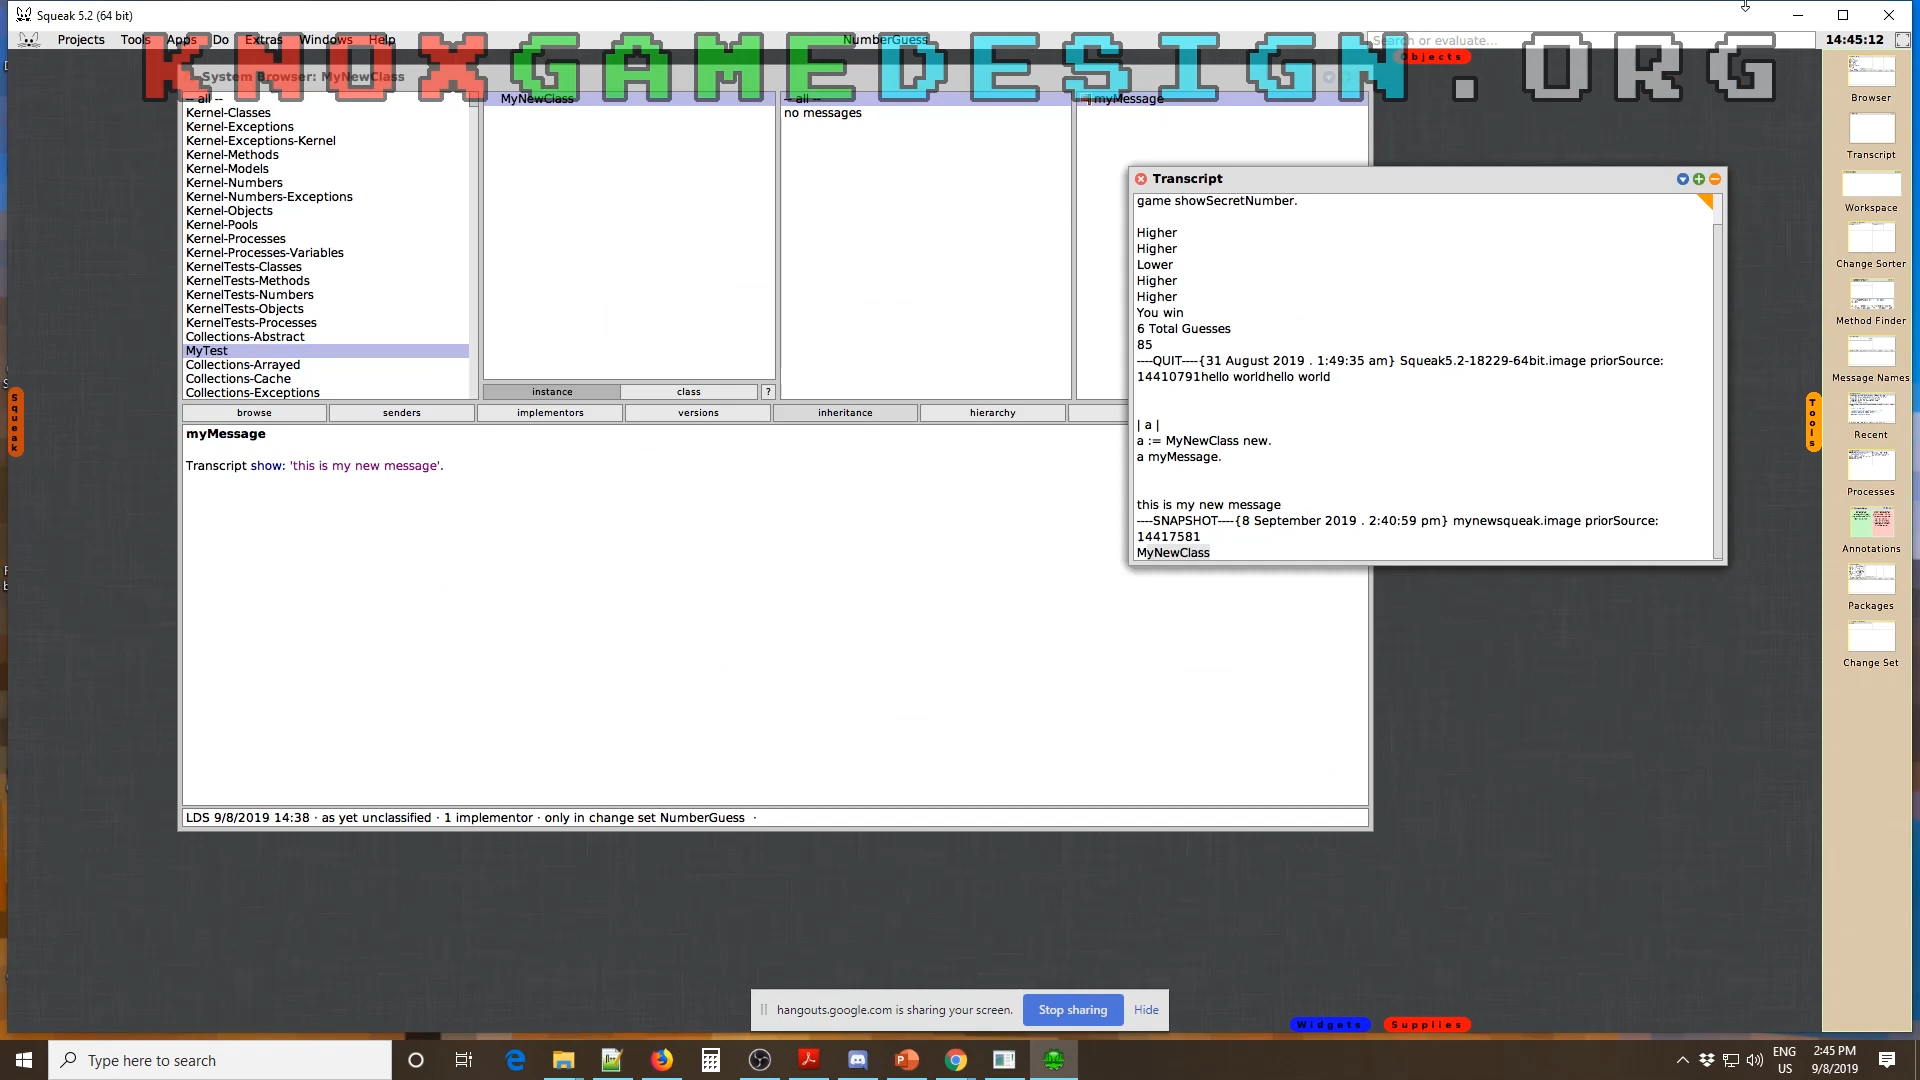 Squeak 5.2 (64 bit)
Projects Tools Apps Do Extras Windows Help
NumberGuess
Search or evaluate...
14:45:12
KNOXGAMEDESIGN.ORG
Objects
System Browser: MyNewClass
-- all --
Kernel-Classes
Kernel-Exceptions
Kernel-Exceptions-Kernel
Kernel-Methods
Kernel-Models
Kernel-Numbers
Kernel-Numbers-Exceptions
Kernel-Objects
Kernel-Pools
Kernel-Processes
Kernel-Processes-Variables
KernelTests-Classes
KernelTests-Methods
KernelTests-Numbers
KernelTests-Objects
KernelTests-Processes
Collections-Abstract
MyTest
Collections-Arrayed
Collections-Cache
Collections-Exceptions
MyNewClass
instance class ?
-- all --
no messages
myMessage
browse senders implementors versions inheritance hierarchy
myMessage
Transcript show: 'this is my new message'.
LDS 9/8/2019 14:38 · as yet unclassified · 1 implementor · only in change set NumberGuess ·
Transcript
game showSecretNumber.
Higher
Higher
Lower
Higher
Higher
You win
6 Total Guesses
85
----QUIT----{31 August 2019 . 1:49:35 am} Squeak5.2-18229-64bit.image priorSource:
14410791hello worldhello world
| a |
a := MyNewClass new.
a myMessage.
this is my new message
----SNAPSHOT----{8 September 2019 . 2:40:59 pm} mynewsqueak.image priorSource:
14417581
MyNewClass
Squeak
Tools
Browser
Transcript
Workspace
Change Sorter
Method Finder
Message Names
Recent
Processes
Annotations
Packages
Change Set
hangouts.google.com is sharing your screen.
Stop sharing
Hide
Widgets
Supplies
Type here to search
ENG
US
2:45 PM
9/8/2019